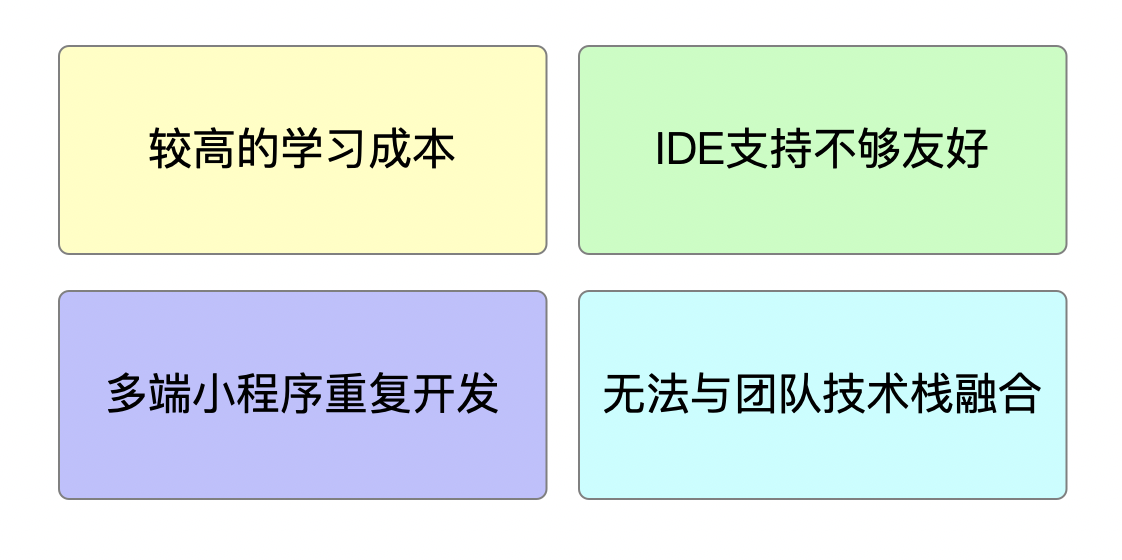 较高的学习成本
IDE支持不够友好
多端小程序重复开发
无法与团队技术栈融合